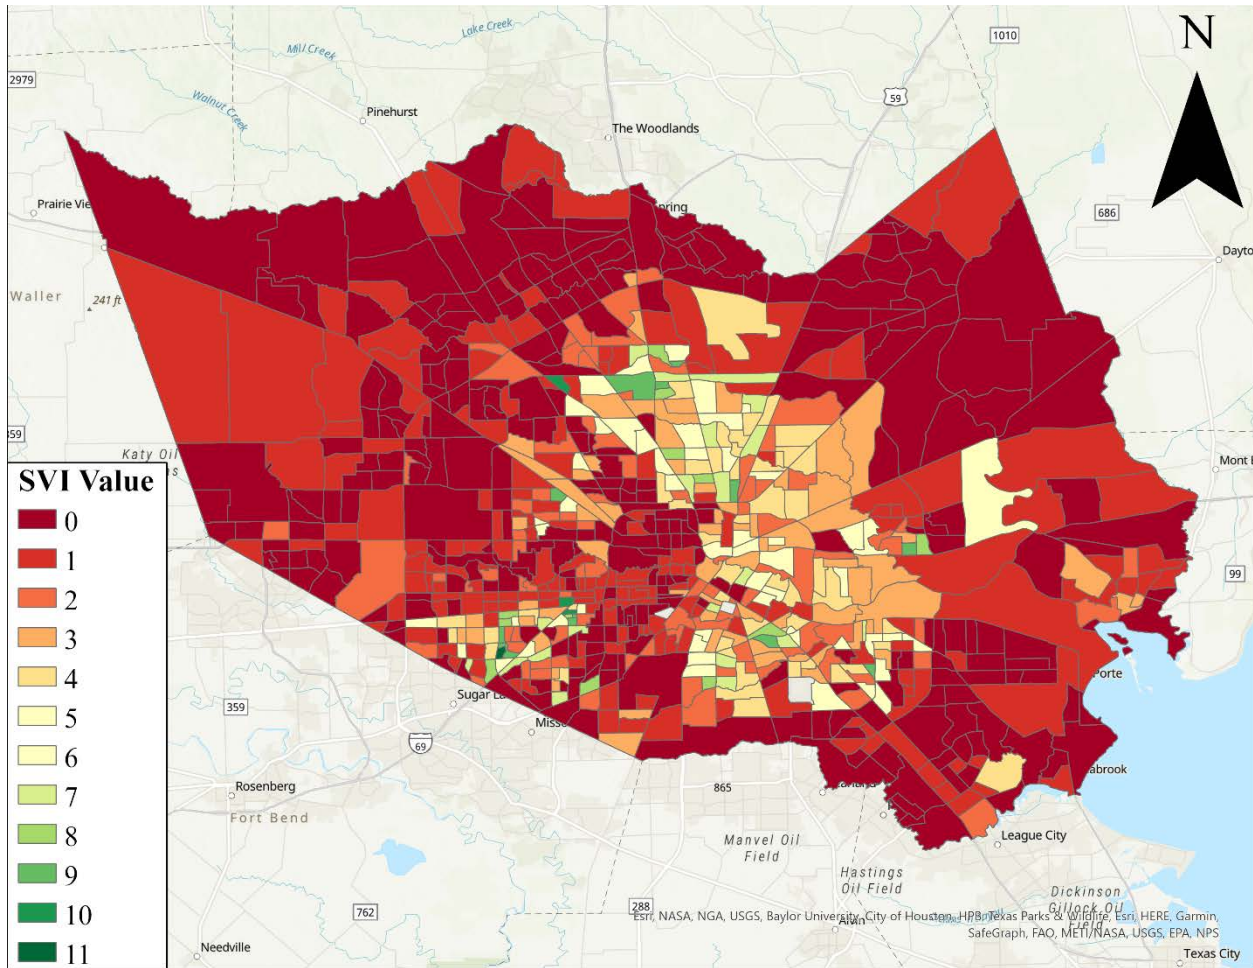 Lake Creek
1010
N
Mill Creek
2979
Walnut Creek
59
Pinehurst
The Woodlands
Prairie Vie
pring
686
Dayto
Waller
241 ft
359
Katy Oil
ns
Mont B
SVI Value
0
1
2
3
4
5
6
7
8
9
10
11
99
Porte
Sugar La
359
Misso
69
abrook
Rosenberg
865
Fort Bend
League City
Manvel Oil
Field
Hastings
Oil Field
Dickinson
Gillock Oil
Field
762
288
Alvin
Esri, NASA, NGA, USGS, Baylor University, City of Houston, HPB, Texas Parks & Wildlife, Esri, HERE, Garmin,
SafeGraph, FAO, METI/NASA, USGS, EPA, NPS
Needville
Texas City